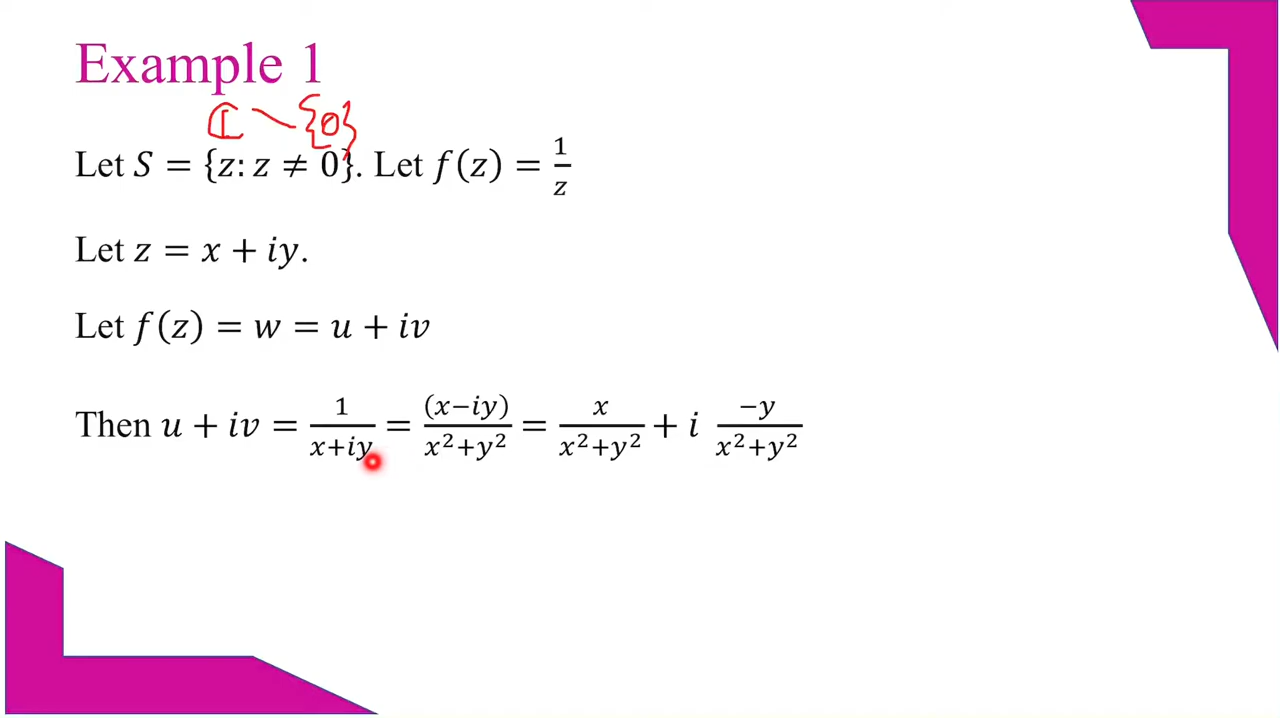 Example 1
ℂ \ {0}
Let S = {z: z ≠ 0}. Let f(z) = 1/z
Let z = x + iy.
Let f(z) = w = u + iv
Then u + iv = 1/(x+iy) = (x−iy)/(x²+y²) = x/(x²+y²) + i −y/(x²+y²)